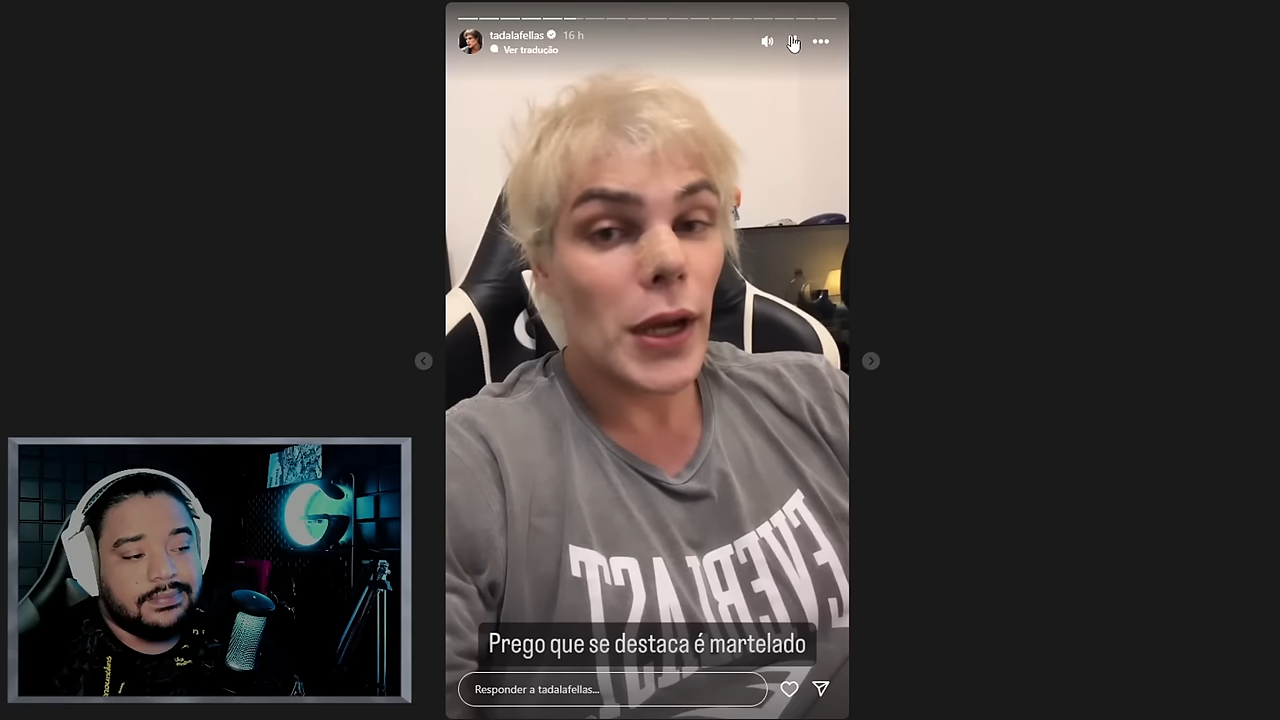 tadalafellas 16 h
Ver tradução
EVERLAST
Prego que se destaca é martelado
Responder a tadalafellas...